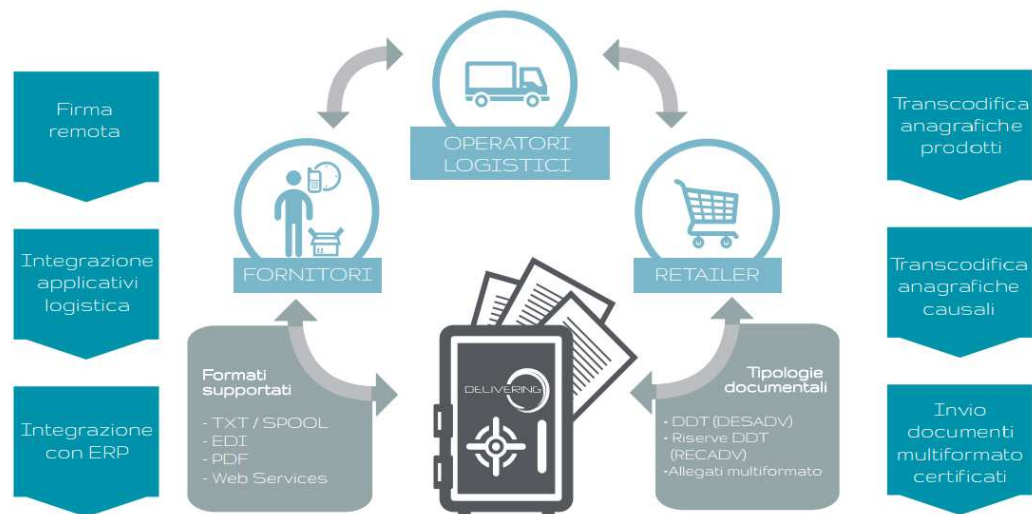 Firma
remota
Integrazione
applicativi
logistica
Integrazione
con ERP
OPERATORI
LOGISTICI
FORNITORI
RETAILER
Formati
supportati
- TXT / SPOOL
- EDI
- PDF
- Web Services
DELIVERING
Tipologie
documentali
- DDT (DESADV)
- Riserve DDT
(RECADV)
-Allegati multiformato
Transcodifica
anagrafiche
prodotti
Transcodifica
anagrafiche
causali
Invio
documenti
multiformato
certificati